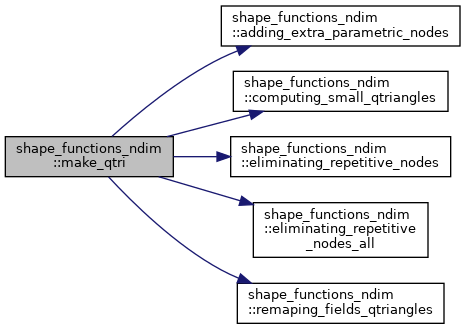 shape_functions_ndim
::adding_extra_parametric_nodes
shape_functions_ndim
::computing_small_qtriangles
shape_functions_ndim
::make_qtri
shape_functions_ndim
::eliminating_repetitive_nodes
shape_functions_ndim
::eliminating_repetitive
_nodes_all
shape_functions_ndim
::remaping_fields_qtriangles